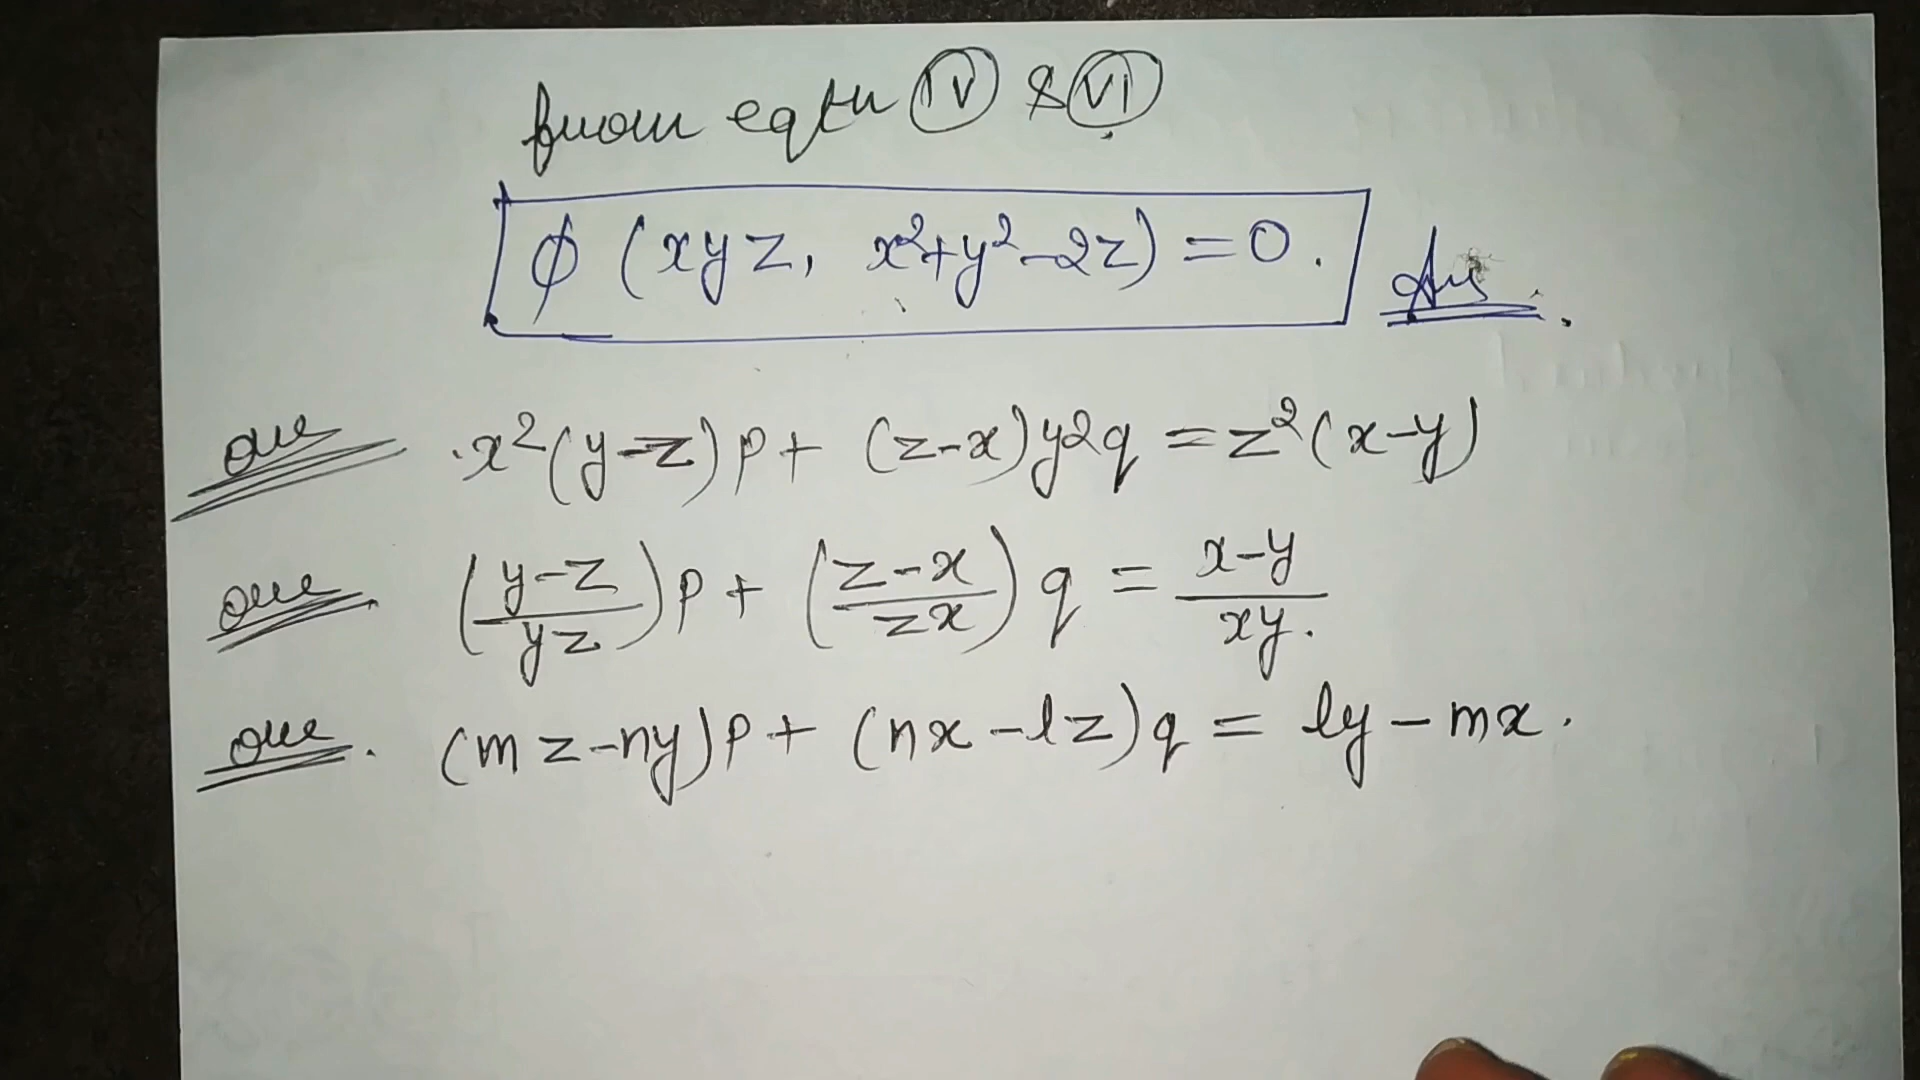 from eqtn (IV) & (VI)
ϕ (xyz, x²+y²-2z) = 0. Ans.
Que x²(y-z)p + (z-x)y2q = z²(x-y)
Que. ((y-z)/yz)p + ((z-x)/zx)q = (x-y)/xy.
Que. (mz-ny)p + (nx-lz)q = ly-mx.